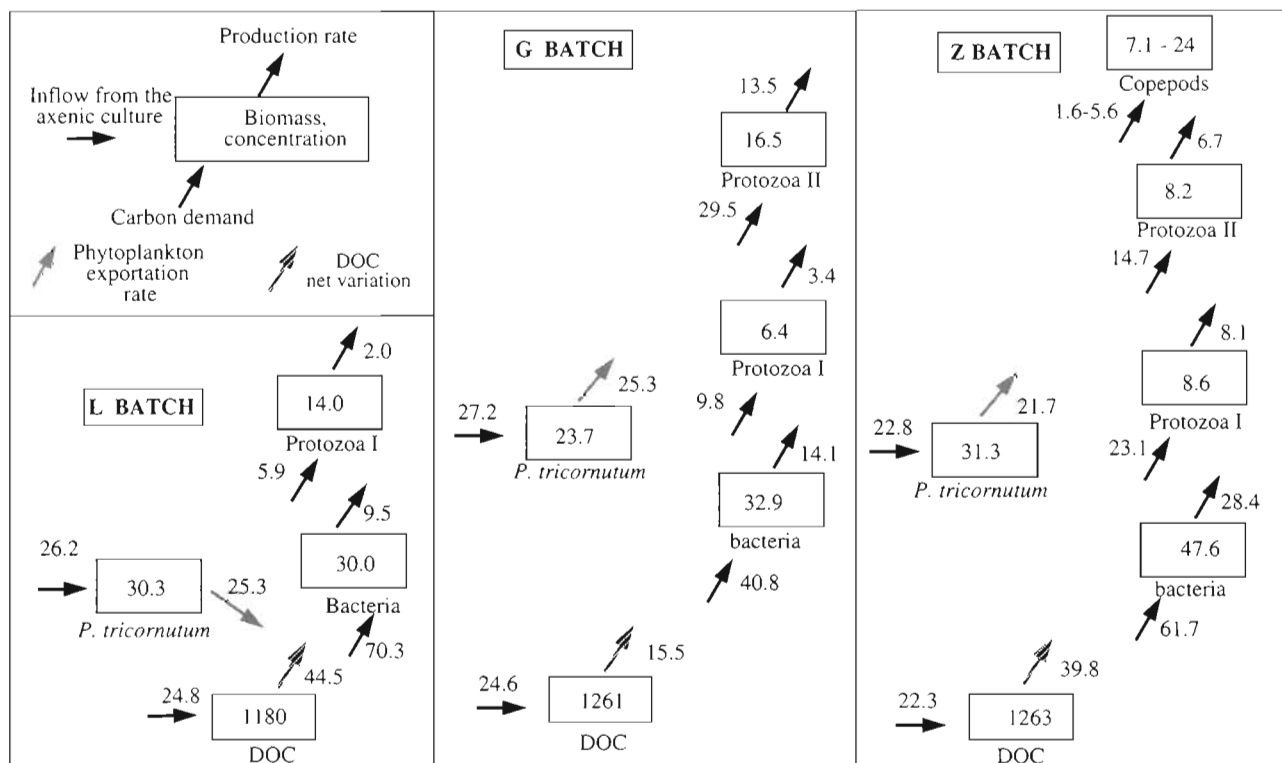 Production rate
Inflow from the
axenic culture
Biomass,
concentration
Carbon demand
Phytoplankton
exportation
rate
DOC
net variation
L BATCH
2.0
14.0
Protozoa I
5.9
9.5
26.2
30.3
25.3
P. tricornutum
30.0
Bacteria
70.3
44.5
24.8
1180
DOC
G BATCH
13.5
16.5
Protozoa II
29.5
3.4
6.4
Protozoa I
25.3
27.2
23.7
P. tricornutum
9.8
14.1
32.9
bacteria
40.8
15.5
24.6
1261
DOC
Z BATCH
7.1 - 24
Copepods
1.6-5.6
6.7
8.2
Protozoa II
14.7
8.1
8.6
Protozoa I
21.7
22.8
31.3
P. tricornutum
23.1
28.4
47.6
bacteria
61.7
39.8
22.3
1263
DOC